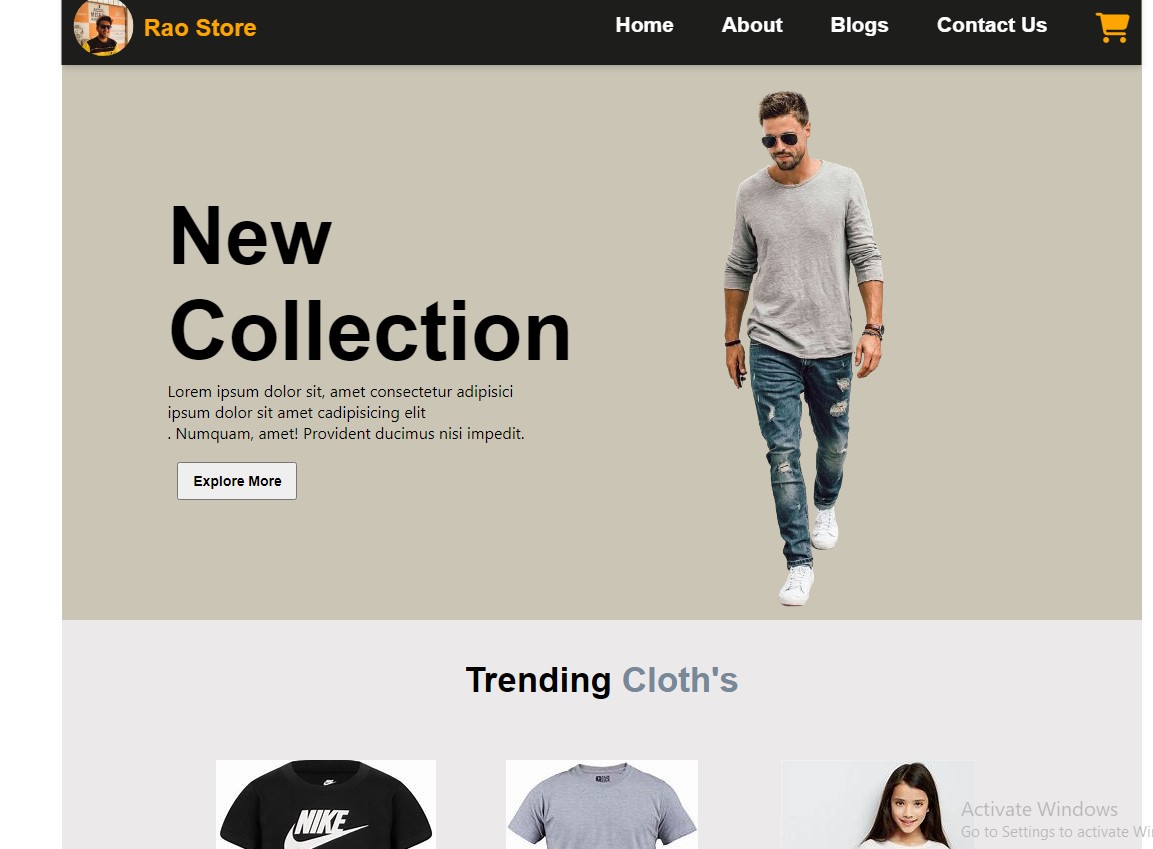 Rao Store
Home
About
Blogs
Contact Us
New
Collection
Lorem ipsum dolor sit, amet consectetur adipisici
ipsum dolor sit amet cadipisicing elit
. Numquam, amet! Provident ducimus nisi impedit.
Explore More
Trending Cloth's
NIKE
Activate Windows
Go to Settings to activate Wi